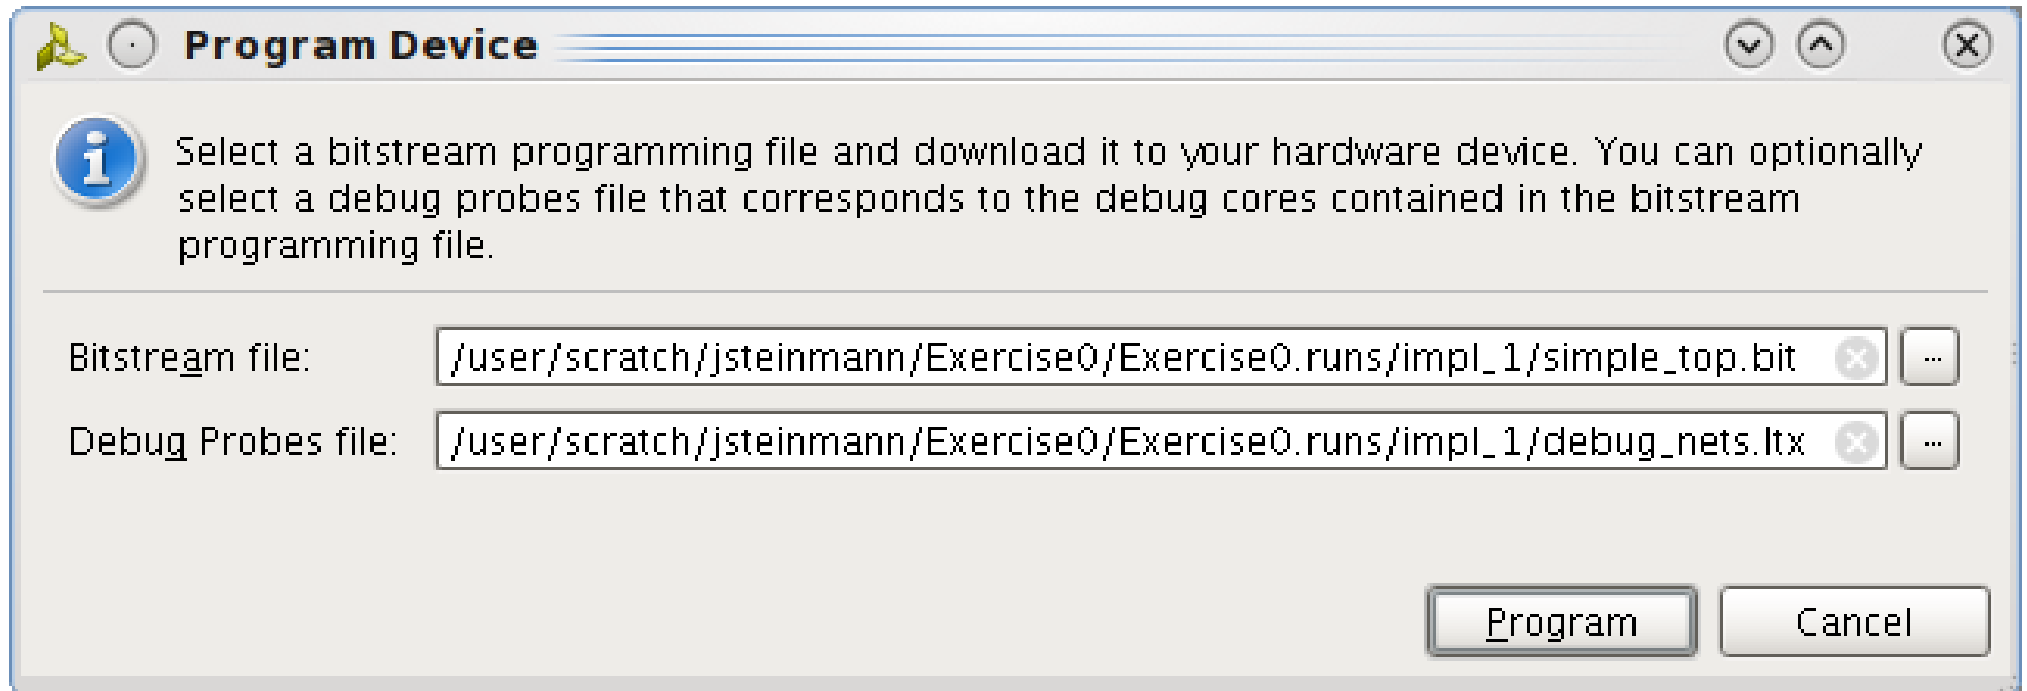 Program Device
Select a bitstream programming file and download it to your hardware device. You can optionally
select a debug probes file that corresponds to the debug cores contained in the bitstream
programming file.
Bitstream file: /user/scratch/jsteinmann/Exercise0/Exercise0.runs/impl_1/simple_top.bit ...
Debug Probes file: /user/scratch/jsteinmann/Exercise0/Exercise0.runs/impl_1/debug_nets.ltx ...
Program Cancel